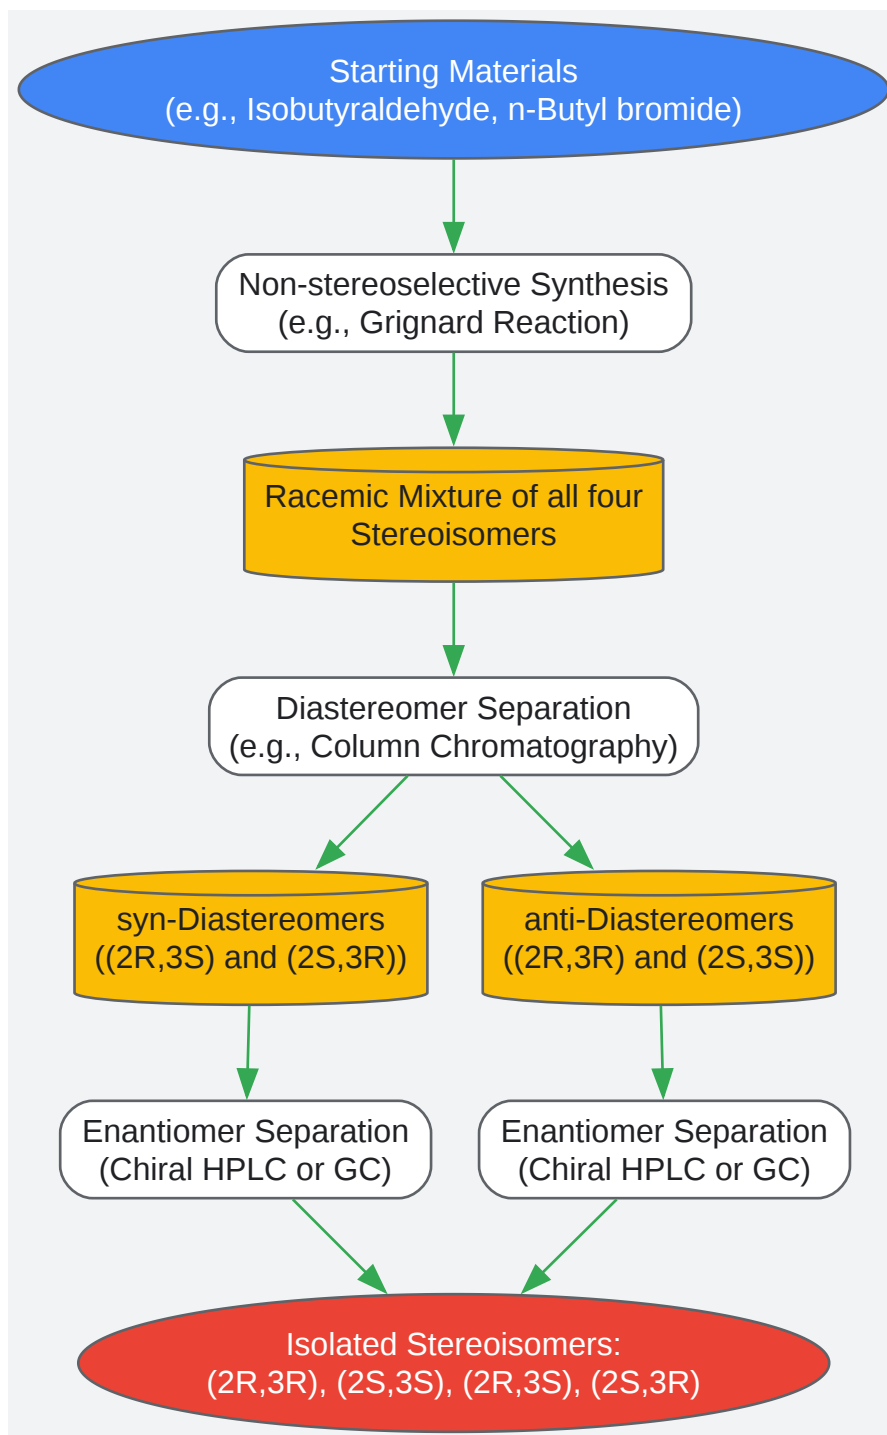 Starting Materials
(e.g., Isobutyraldehyde, n-Butyl bromide)
Non-stereoselective Synthesis
(e.g., Grignard Reaction)
Racemic Mixture of all four
Stereoisomers
Diastereomer Separation
(e.g., Column Chromatography)
syn-Diastereomers
((2R,3S) and (2S,3R))
anti-Diastereomers
((2R,3R) and (2S,3S))
Enantiomer Separation
(Chiral HPLC or GC)
Enantiomer Separation
(Chiral HPLC or GC)
Isolated Stereoisomers:
(2R,3R), (2S,3S), (2R,3S), (2S,3R)